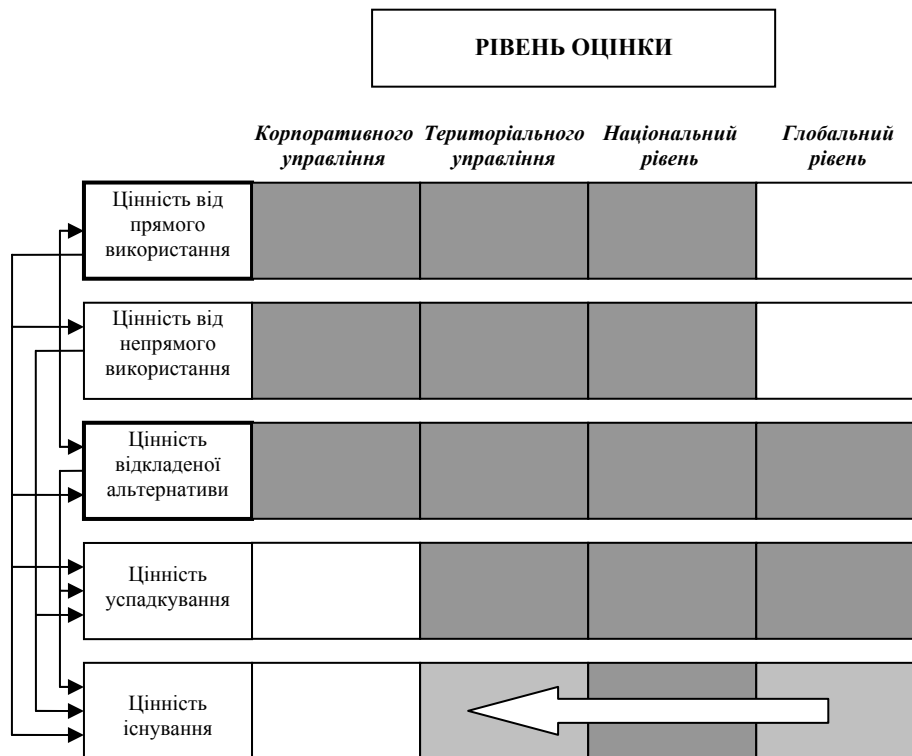 РІВЕНЬ ОЦІНКИ
Корпоративного Територіального Національний Глобальний
управління управління рівень рівень
Цінність від
прямого
використання
Цінність від
непрямого
використання
Цінність
відкладеної
альтернативи
Цінність
успадкування
Цінність
існування